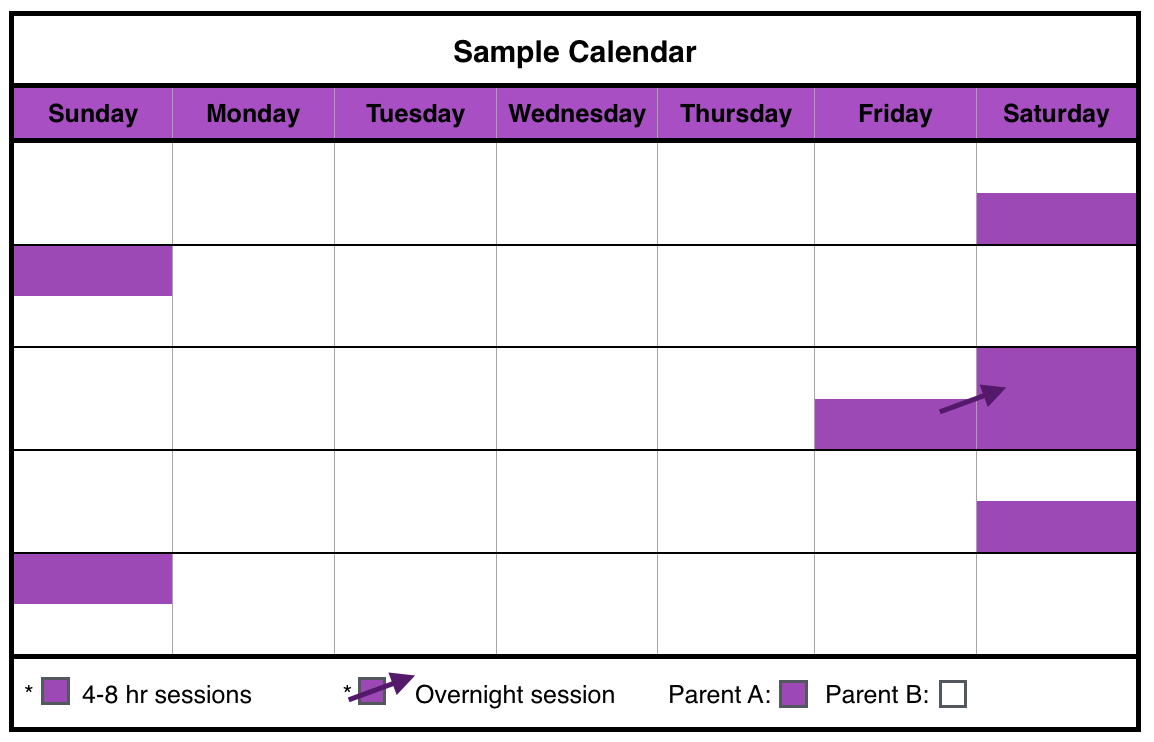 Sample Calendar
Sunday Monday Tuesday Wednesday Thursday Friday Saturday
* 4-8 hr sessions * Overnight session Parent A: Parent B: